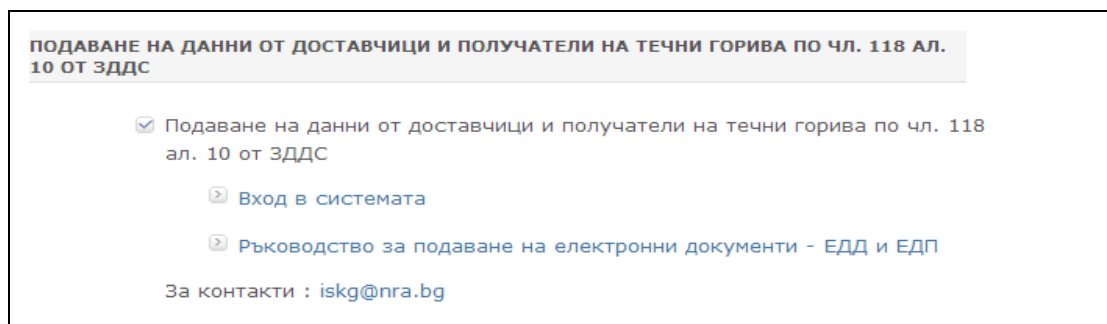 ПОДАВАНЕ НА ДАННИ ОТ ДОСТАВЧИЦИ И ПОЛУЧАТЕЛИ НА ТЕЧНИ ГОРИВА ПО ЧЛ. 118 АЛ.
10 ОТ ЗДДС
Подаване на данни от доставчици и получатели на течни горива по чл. 118
ал. 10 от ЗДДС
Вход в системата
Ръководство за подаване на електронни документи - ЕДД и ЕДП
За контакти : iskg@nra.bg